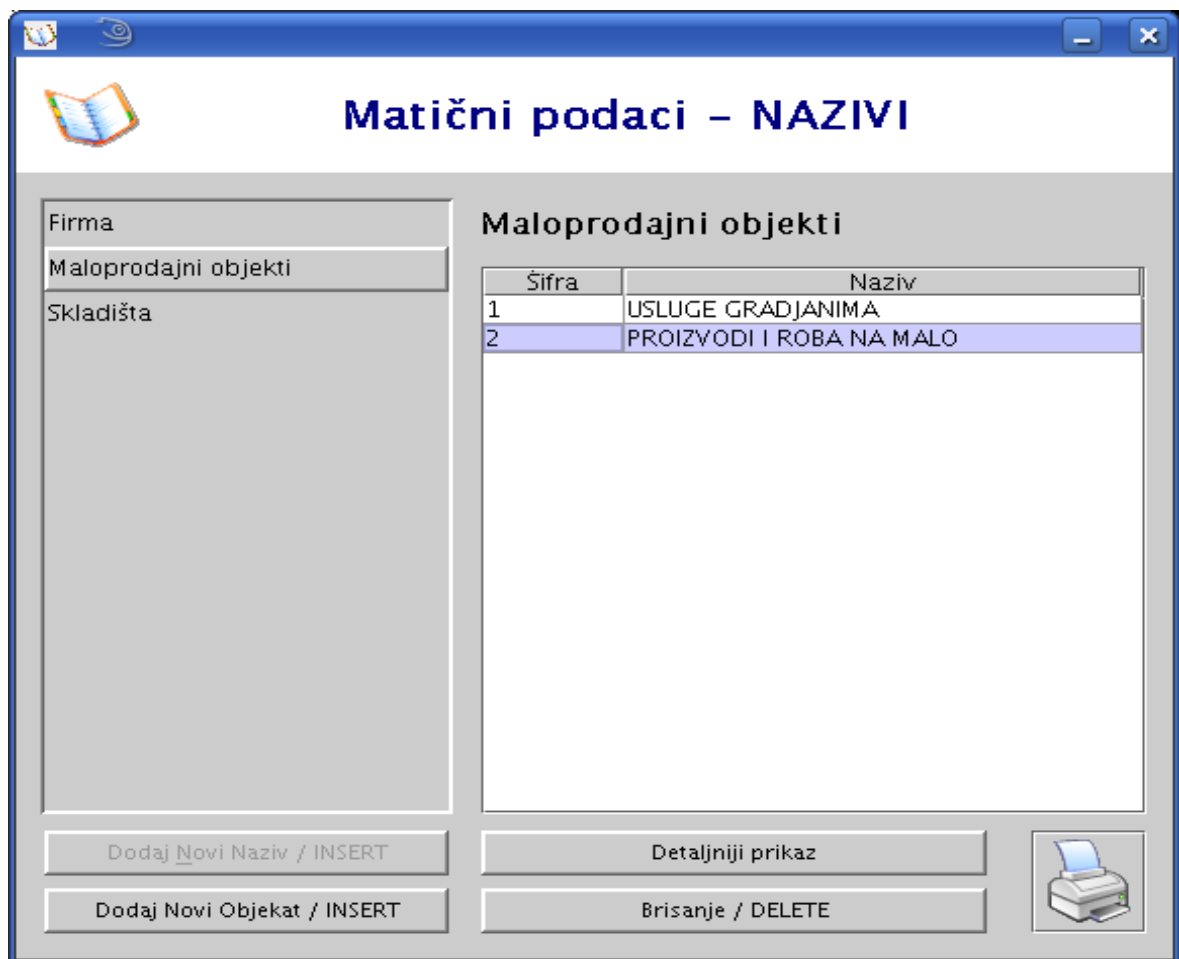 Matični podaci – NAZIVI
Firma
Maloprodajni objekti
Skladišta
Maloprodajni objekti
Šifra Naziv
1 USLUGE GRADJANIMA
2 PROIZVODI I ROBA NA MALO
Dodaj Novi Naziv / INSERT
Detaljniji prikaz
Dodaj Novi Objekat / INSERT
Brisanje / DELETE